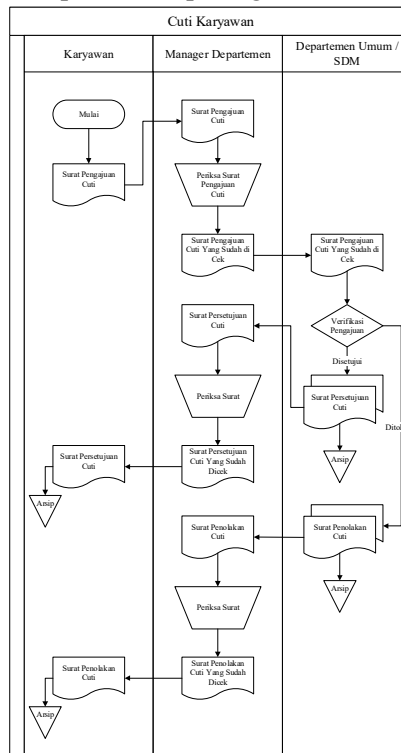 Cuti Karyawan
Karyawan
Manager Departemen
Departemen Umum /
SDM
Mulai
Surat Pengajuan
Cuti
Surat Pengajuan
Cuti
Periksa Surat
Pengajuan
Cuti
Surat Pengajuan
Cuti Yang Sudah di
Cek
Surat Pengajuan
Cuti Yang Sudah di
Cek
Verifikasi
Pengajuan
Disetujui
Surat Persetujuan
Cuti
Surat Persetujuan
Cuti
Ditol
Arsip
Periksa Surat
Surat Persetujuan
Cuti Yang Sudah
Dicek
Surat Persetujuan
Cuti
Arsip
Surat Penolakan
Cuti
Surat Penolakan
Cuti
Arsip
Periksa Surat
Surat Penolakan
Cuti Yang Sudah
Dicek
Surat Penolakan
Cuti
Arsip